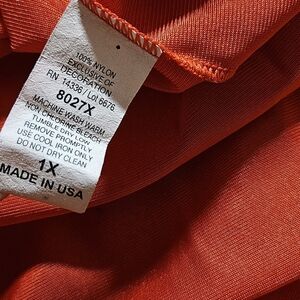 100% NYLON
EXCLUSIVE OF
DECORATION
RN 14336 / Lot 6676
8027X
MACHINE WASH WARM
NON CHLORINE BLEACH
TUMBLE DRY LOW
REMOVE PROMPTLY
USE COOL IRON ONLY
DO NOT DRY CLEAN
1X
MADE IN USA